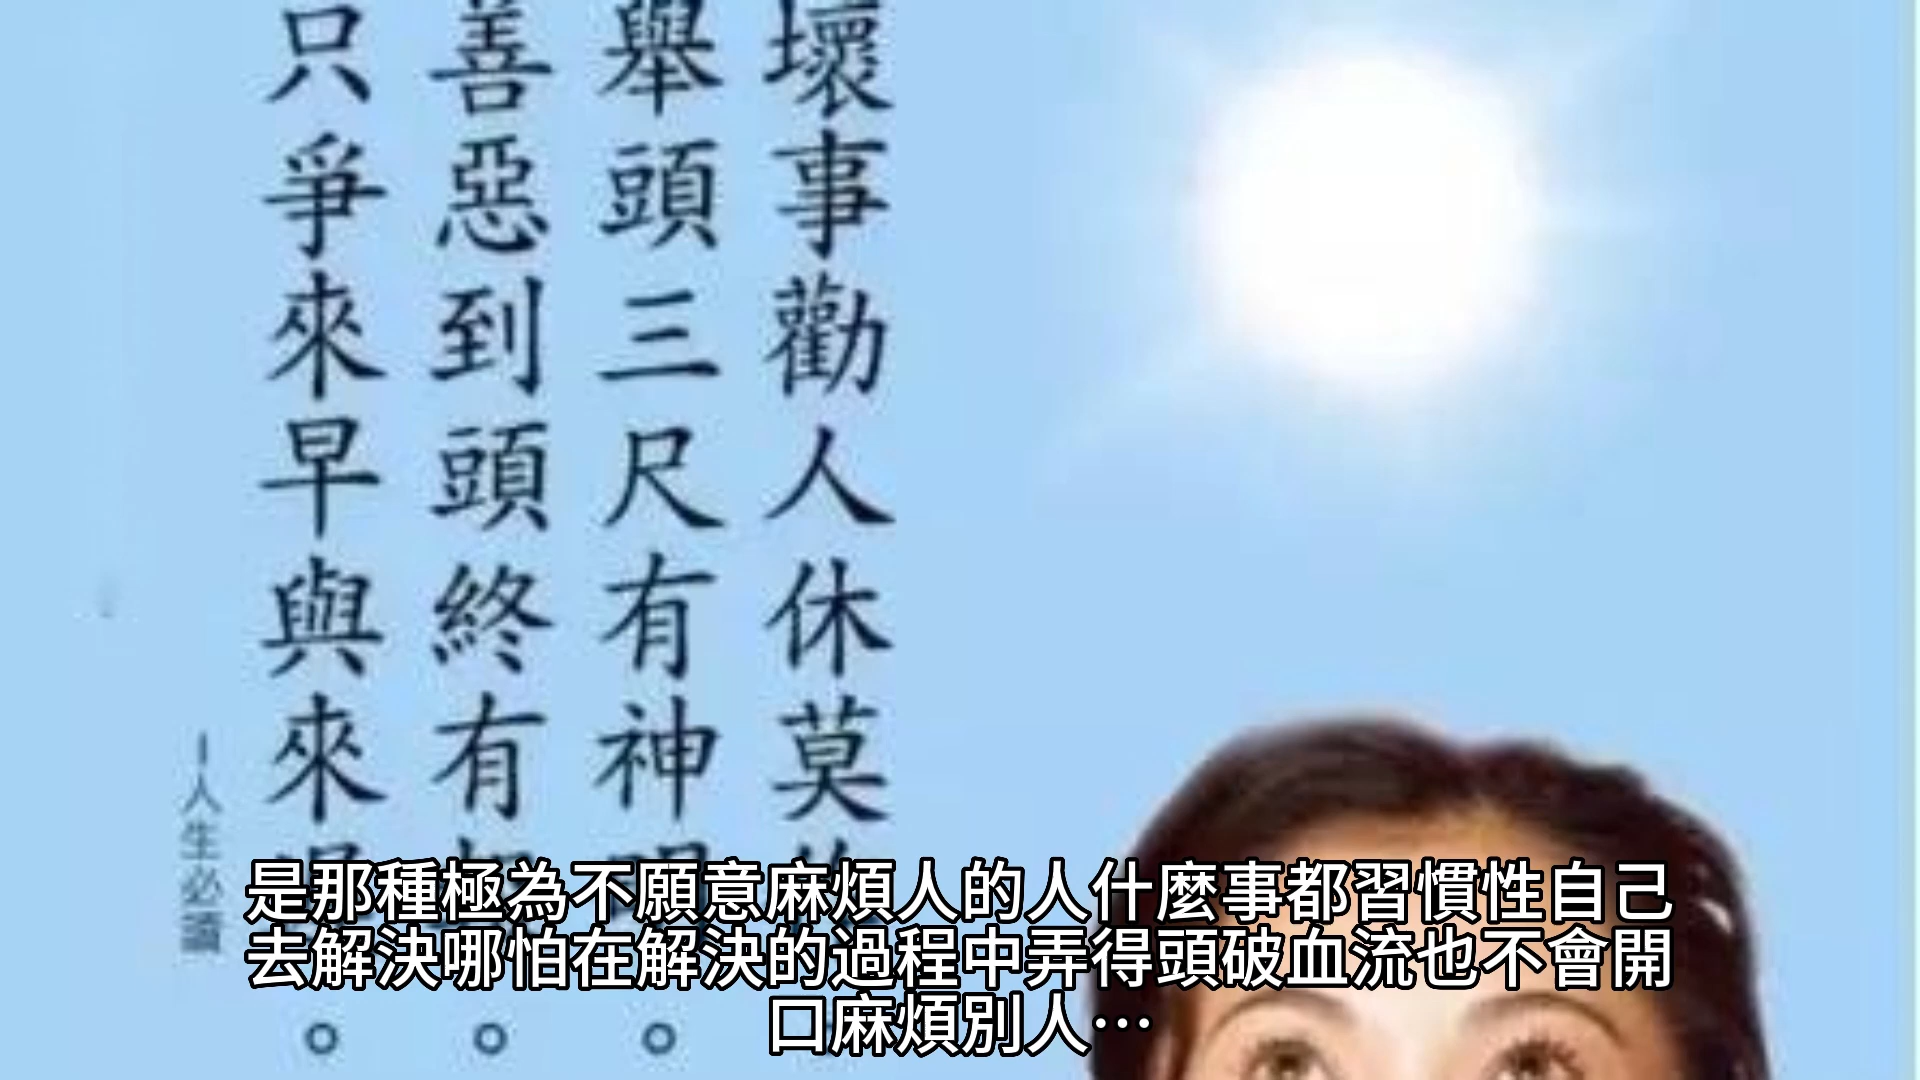 壞事勸人休莫
舉頭三尺有神
善惡到頭終有
只爭來早與來
－人生必讀
是那種極為不願意麻煩人的人什麼事都習慣性自己
去解決哪怕在解決的過程中弄得頭破血流也不會開
口麻煩別人…